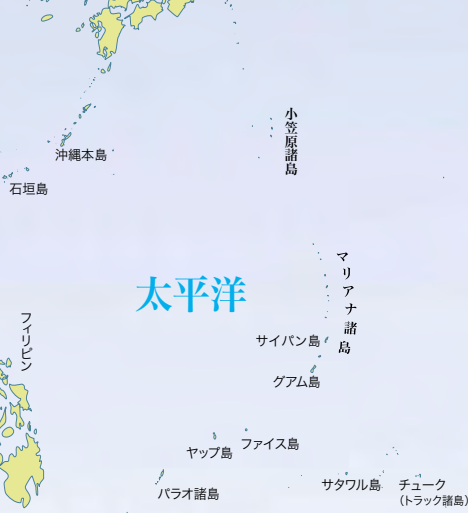 小笠原諸島
沖縄本島
石垣島
マリアナ諸島
太平洋
フィリピン
サイパン島
グアム島
ファイス島
ヤップ島
サタワル島
チューク
(トラック諸島)
パラオ諸島